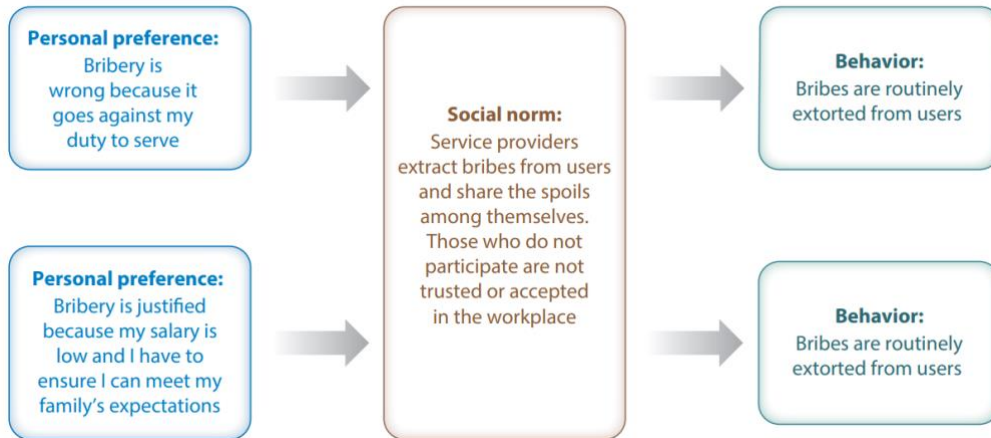 Personal preference:
Bribery is
wrong because it
goes against my
duty to serve
Personal preference:
Bribery is justified
because my salary is
low and I have to
ensure I can meet my
family's expectations
Social norm:
Service providers
extract bribes from users
and share the spoils
among themselves.
Those who do not
participate are not
trusted or accepted
in the workplace
Behavior:
Bribes are routinely
extorted from users
Behavior:
Bribes are routinely
extorted from users